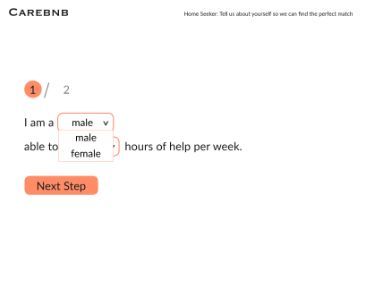 CAREBNB
Home Seeker: Tell us about yourself so we can find the perfect match
1 / 2
I am a male
male
able to hours of help per week.
female
Next Step